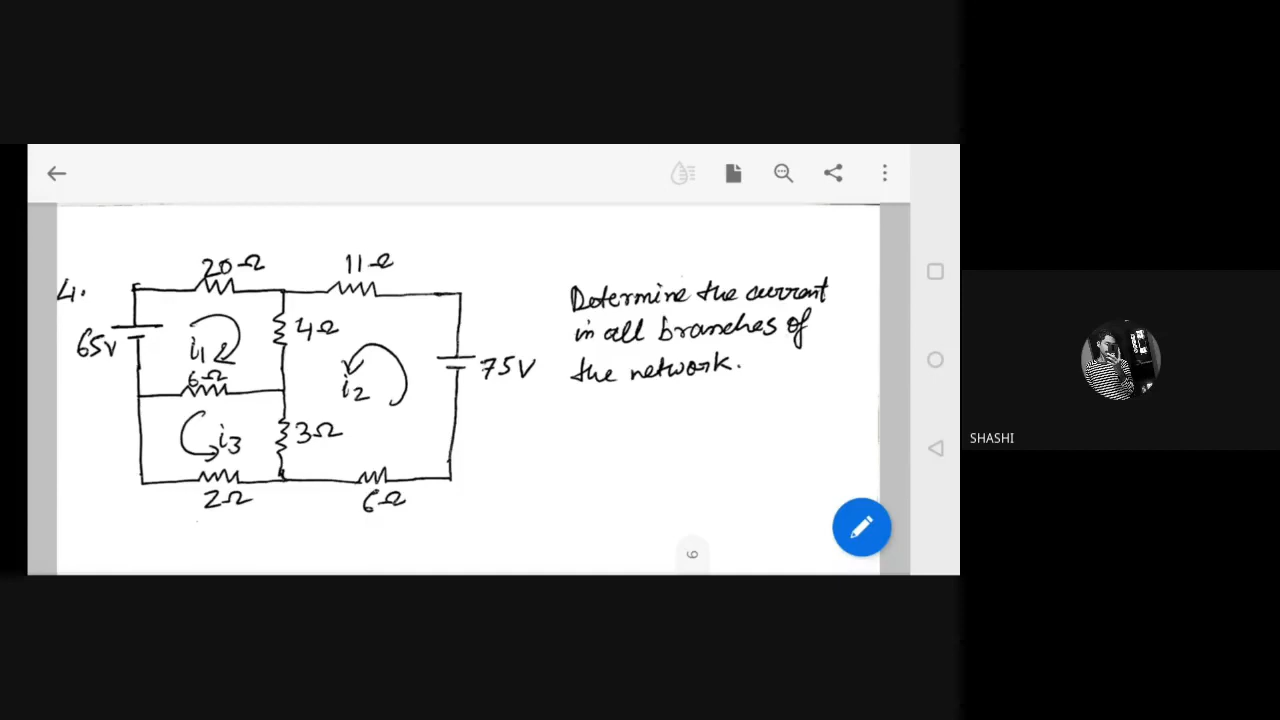 4.
20Ω
11Ω
65V
4Ω
i1
6Ω
i2
75V
i3
3Ω
2Ω
6Ω
Determine the current
in all branches of
the network.
6
SHASHI